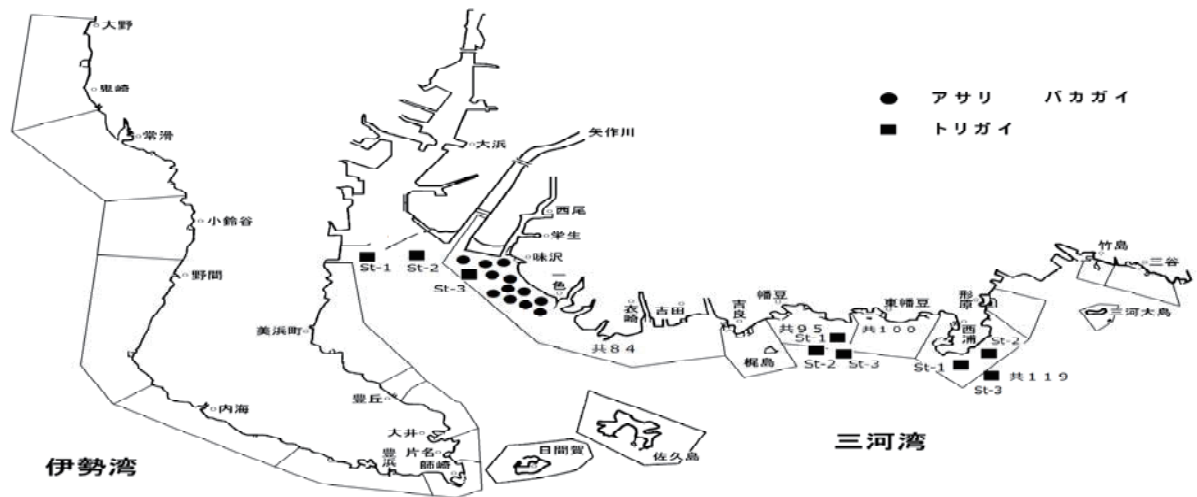 大野
鬼崎
常滑
小鈴谷
野間
内海
豊浜
伊勢湾
大浜
矢作川
西尾
栄生
味沢
一色
St-1
St-2
St-3
美浜町
豊丘
大井
片名
師崎
日間賀
佐久島
共84
衣崎
吉田
吉良
梶島
幡豆
共95
St-1
St-2
St-3
東幡豆
共100
形原
西浦
St-1
St-2
St-3
共119
竹島
三谷
三河大島
三河湾
● アサリ バカガイ
■ トリガイ